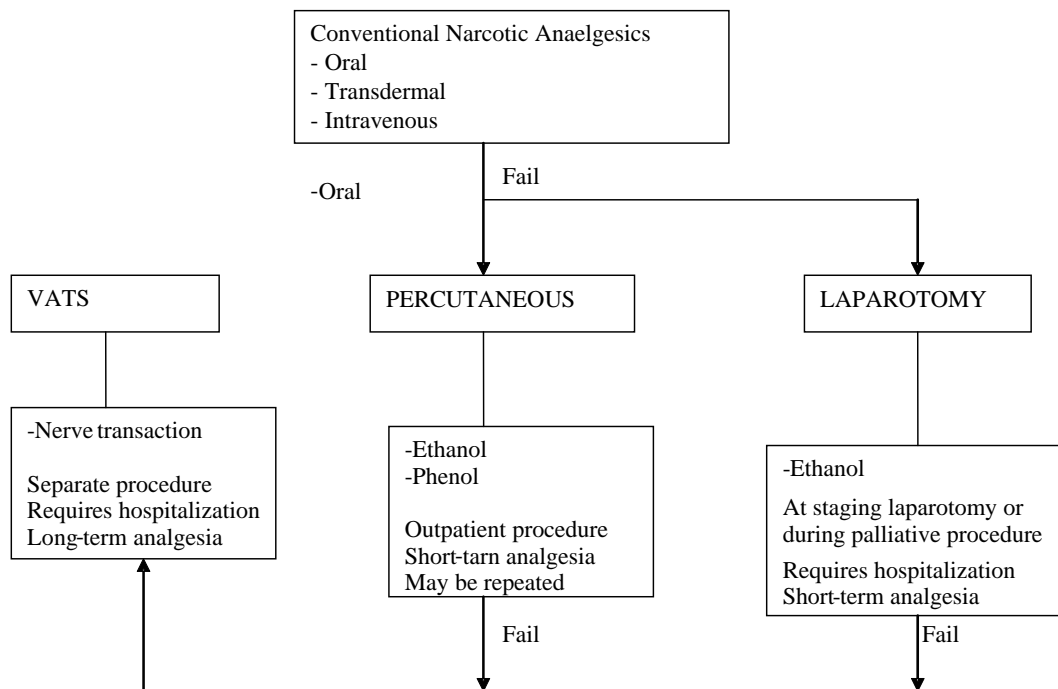 Conventional Narcotic Anaelgesics
- Oral
- Transdermal
- Intravenous
-Oral
Fail
VATS
PERCUTANEOUS
LAPAROTOMY
-Nerve transaction
Separate procedure
Requires hospitalization
Long-term analgesia
-Ethanol
-Phenol
Outpatient procedure
Short-tarn analgesia
May be repeated
-Ethanol
At staging laparotomy or
during palliative procedure
Requires hospitalization
Short-term analgesia
Fail
Fail